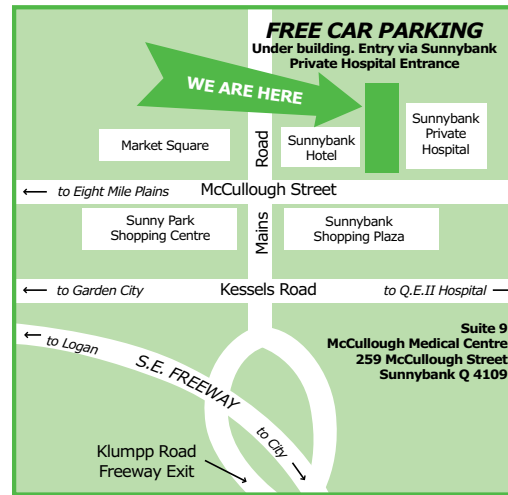 FREE CAR PARKING
Under building. Entry via Sunnybank
Private Hospital Entrance
WE ARE HERE
Market Square
Road
Sunnybank
Hotel
Sunnybank
Private
Hospital
← to Eight Mile Plains
McCullough Street
Sunny Park
Shopping Centre
Mains
Sunnybank
Shopping Plaza
← to Garden City
Kessels Road
to Q.E.II Hospital →
Suite 9
McCullough Medical Centre
259 McCullough Street
Sunnybank Q 4109
← to Logan
S.E. FREEWAY
to City →
Klumpp Road
Freeway Exit